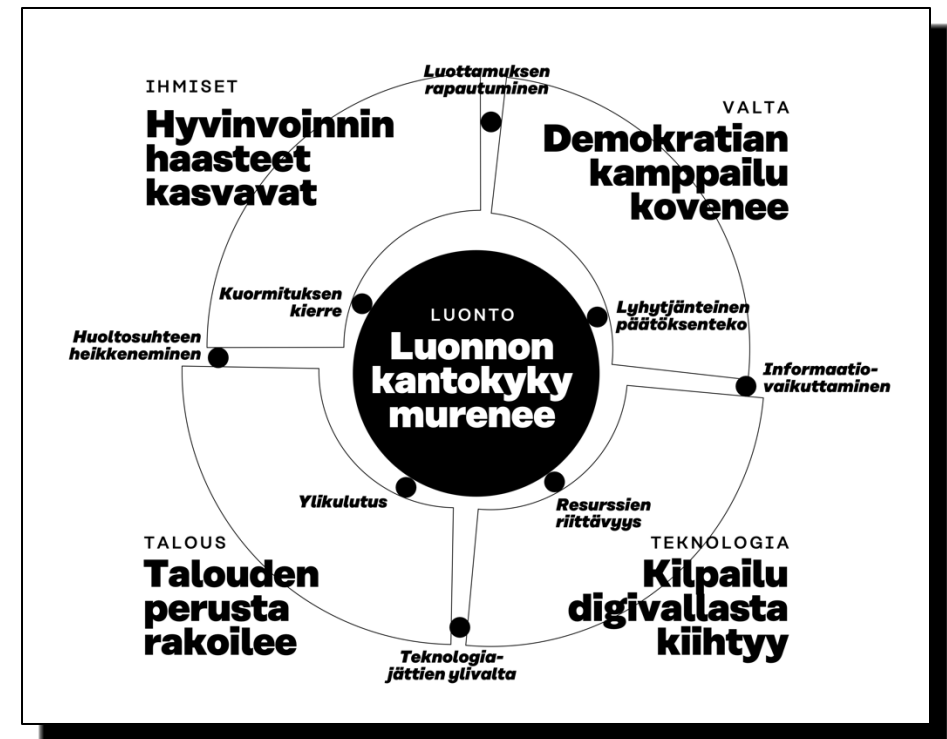 IHMISET
Hyvinvoinnin
haasteet
kasvavat
Luottamuksen
rapautuminen
VALTA
Demokratian
kamppailu
kovenee
Kuormituksen
kierre
Lyhytjänteinen
päätöksenteko
Huoltosuhteen
heikkeneminen
LUONTO
Luonnon
kantokyky
murenee
Informaatio-
vaikuttaminen
Ylikulutus
Resurssien
riittävyys
TALOUS
Talouden
perusta
rakoilee
TEKNOLOGIA
Kilpailu
digivallasta
kiihtyy
Teknologia-
jättien ylivalta